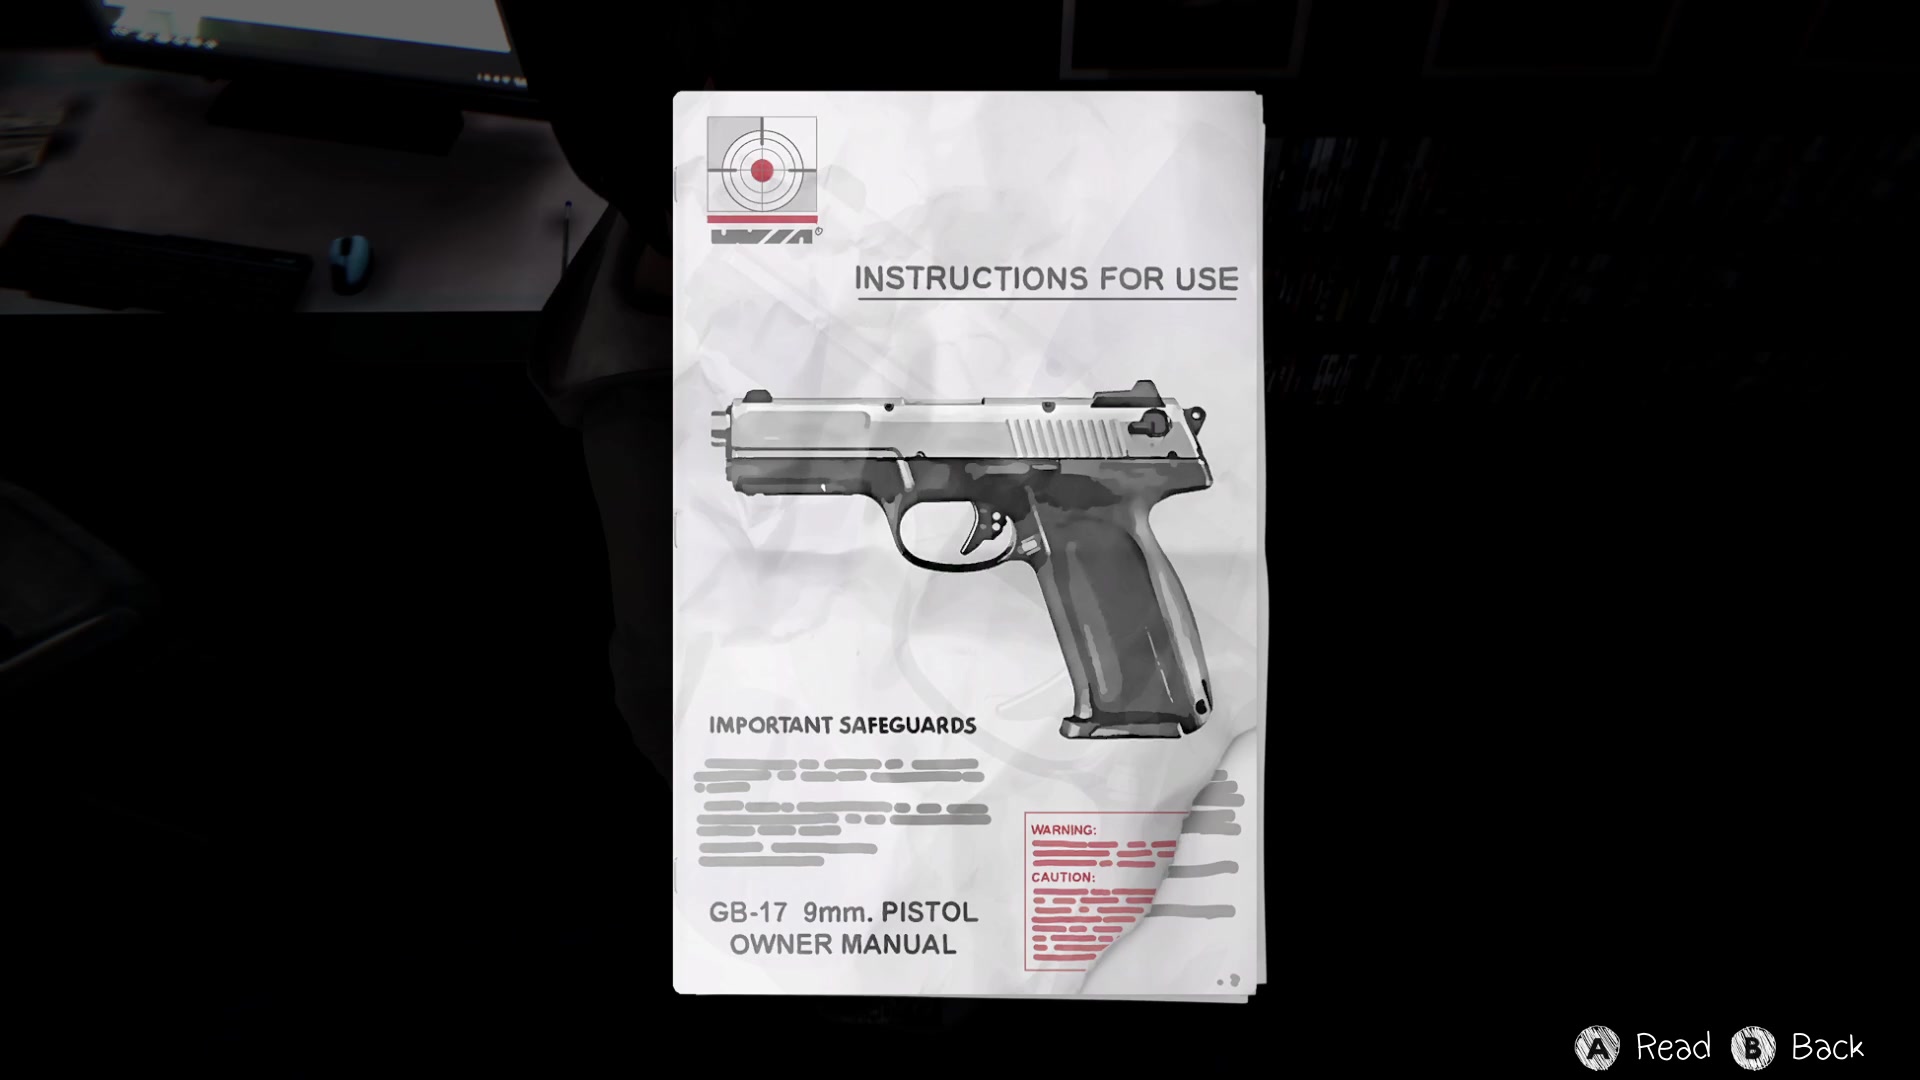 INSTRUCTIONS FOR USE
IMPORTANT SAFEGUARDS
WARNING:
CAUTION:
GB-17 9mm. PISTOL
OWNER MANUAL
A Read B Back